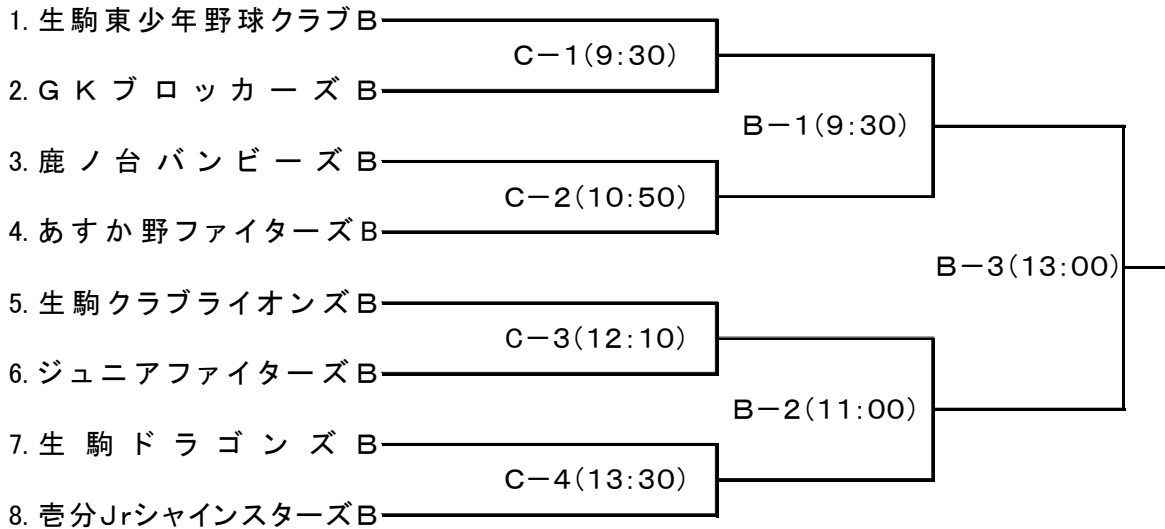 1. 生駒東少年野球クラブB
C－1(9:30)
2. GKブロッカーズB
B－1(9:30)
3. 鹿ノ台バンビーズB
C－2(10:50)
4. あすか野ファイターズB
B－3(13:00)
5. 生駒クラブライオンズB
C－3(12:10)
6. ジュニアファイターズB
B－2(11:00)
7. 生駒ドラゴンズB
C－4(13:30)
8. 壱分JrシャインスターズB